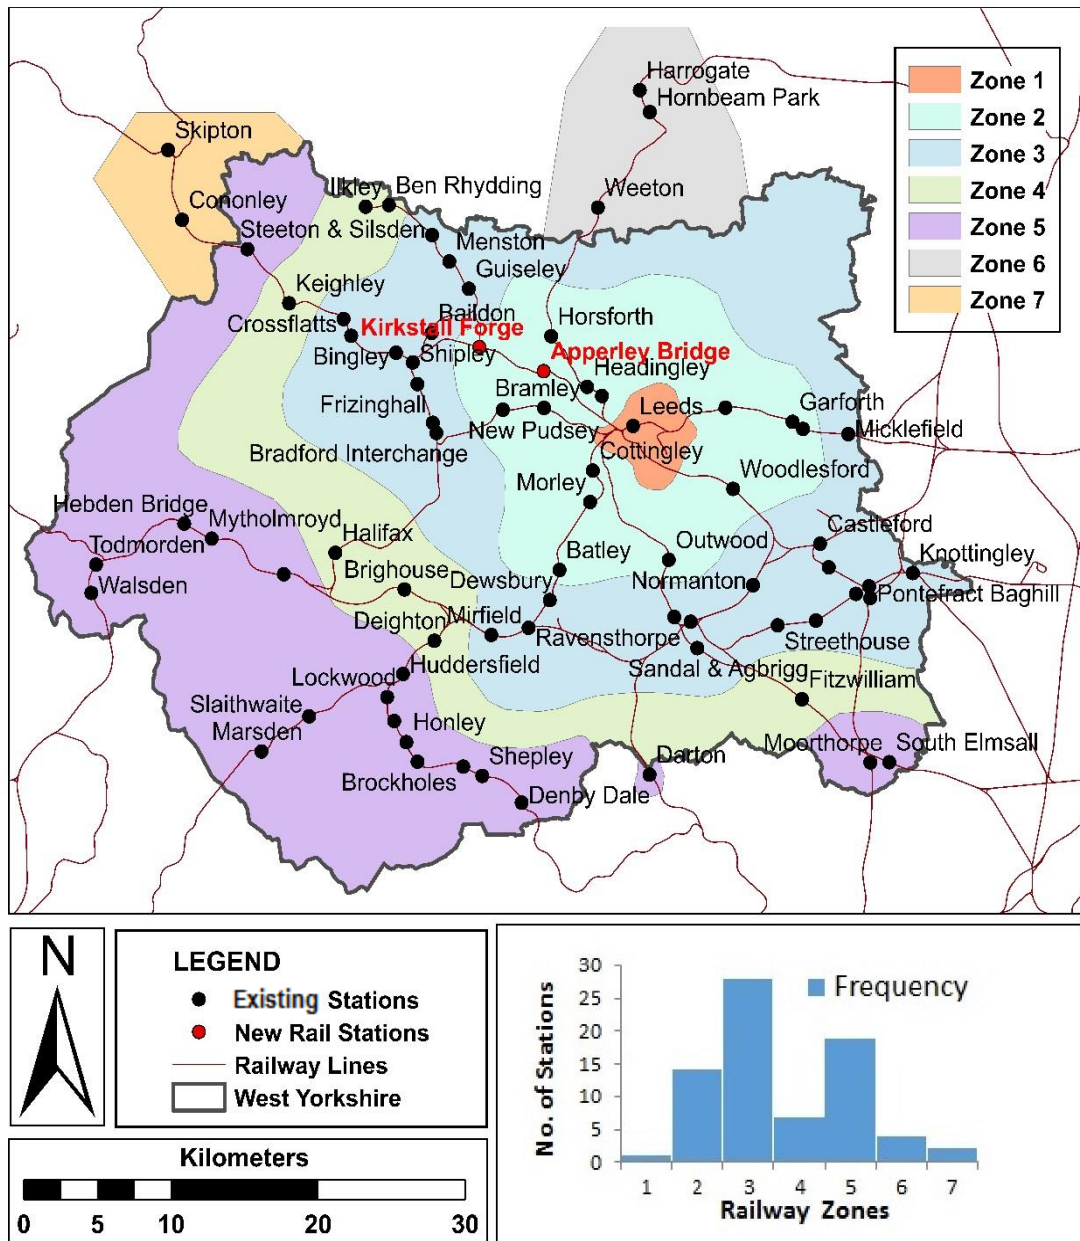 Harrogate
Hornbeam Park
Zone 1
Zone 2
Zone 3
Zone 4
Zone 5
Zone 6
Zone 7
Skipton
Cononley
Ilkley
Ben Rhydding
Weeton
Steeton & Silsden
Menston
Guiseley
Keighley
Crossflatts
Baildon
Kirkstall Forge
Horsforth
Bingley
Shipley
Apperley Bridge
Headingley
Bramley
Frizinghall
New Pudsey
Leeds
Garforth
Micklefield
Bradford Interchange
Cottingley
Morley
Woodlesford
Hebden Bridge
Mytholmroyd
Todmorden
Walsden
Halifax
Brighouse
Batley
Outwood
Castleford
Knottingley
Dewsbury
Normanton
Pontefract Baghill
Deighton
Mirfield
Ravensthorpe
Streethouse
Huddersfield
Sandal & Agbrigg
Lockwood
Fitzwilliam
Slaithwaite
Marsden
Honley
Shepley
Darton
Moorthorpe
South Elmsall
Brockholes
Denby Dale
N
LEGEND
Existing Stations
New Rail Stations
Railway Lines
West Yorkshire
Kilometers
0 5 10 20 30
No. of Stations
30
25
20
15
10
5
0
Frequency
1 2 3 4 5 6 7
Railway Zones